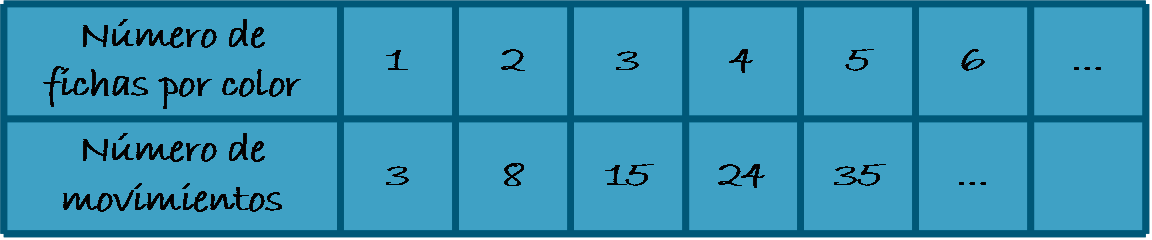 Número de
fichas por color
1 2 3 4 5 6 ...
Número de
movimientos
3 8 15 24 35 ...